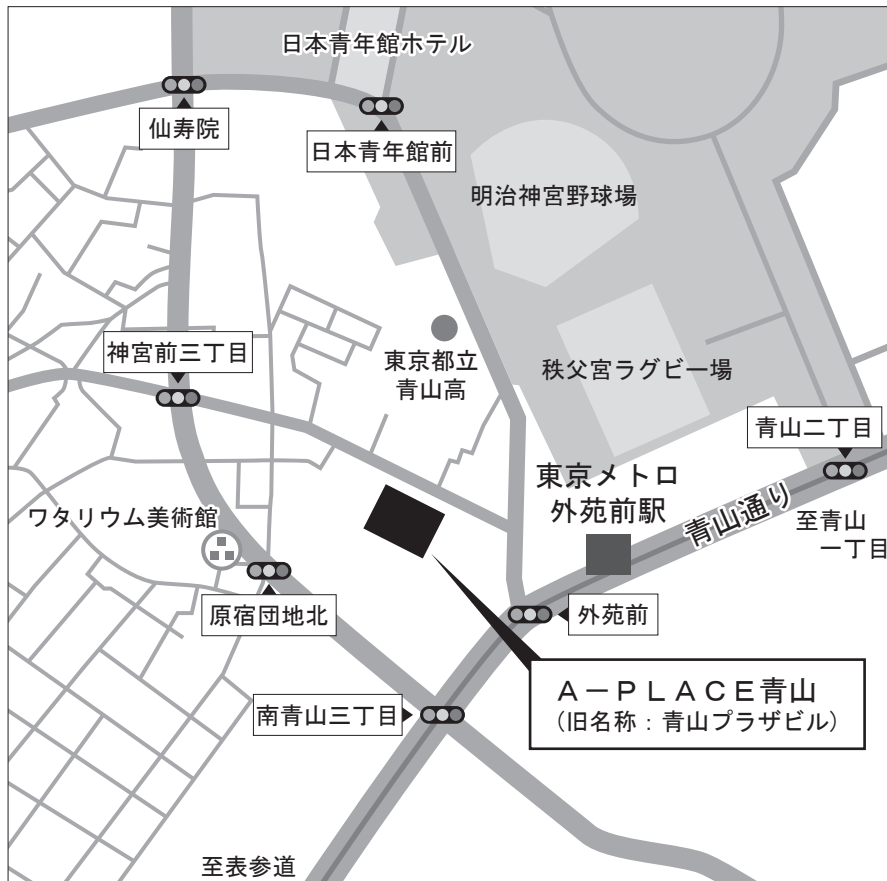 日本青年館ホテル
仙寿院
日本青年館前
明治神宮野球場
神宮前三丁目
東京都立
青山高
秩父宮ラグビー場
青山二丁目
東京メトロ
外苑前駅
青山通り
至青山
一丁目
ワタリウム美術館
原宿団地北
外苑前
A－PLACE青山
（旧名称：青山プラザビル）
南青山三丁目
至表参道